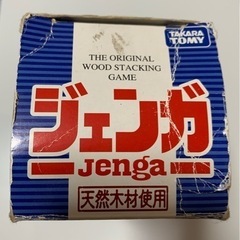 TAKARA
TOMY
THE ORIGINAL
WOOD STACKING
GAME
ジェンガ
Jenga
天然木材使用